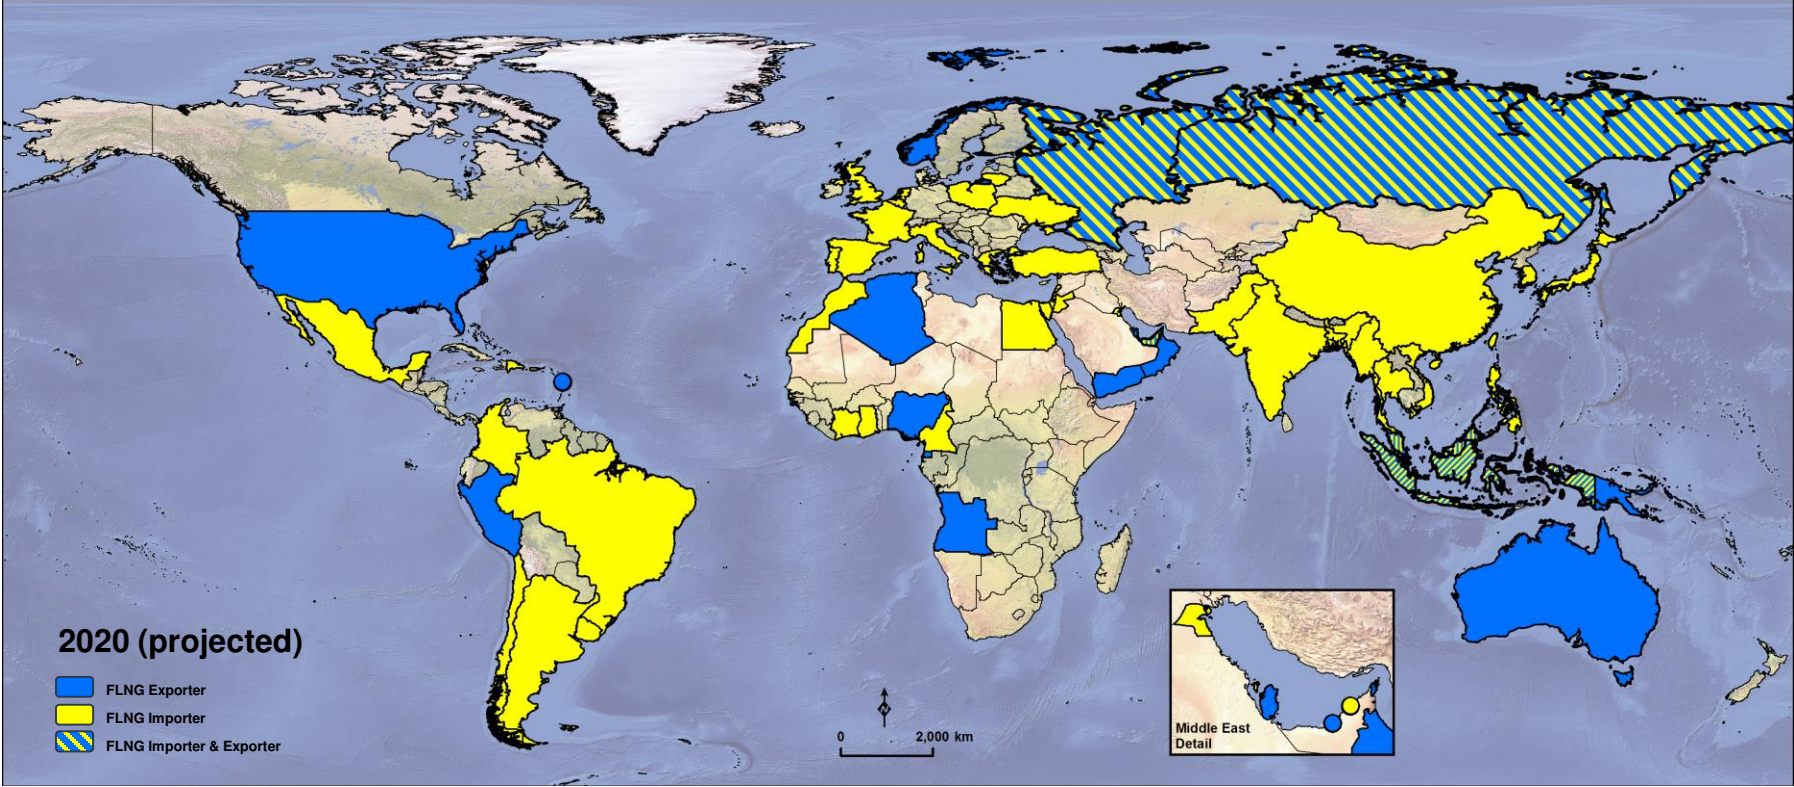 2020 (projected)
FLNG Exporter
FLNG Importer
FLNG Importer & Exporter
N
0 2,000 km
Middle East
Detail